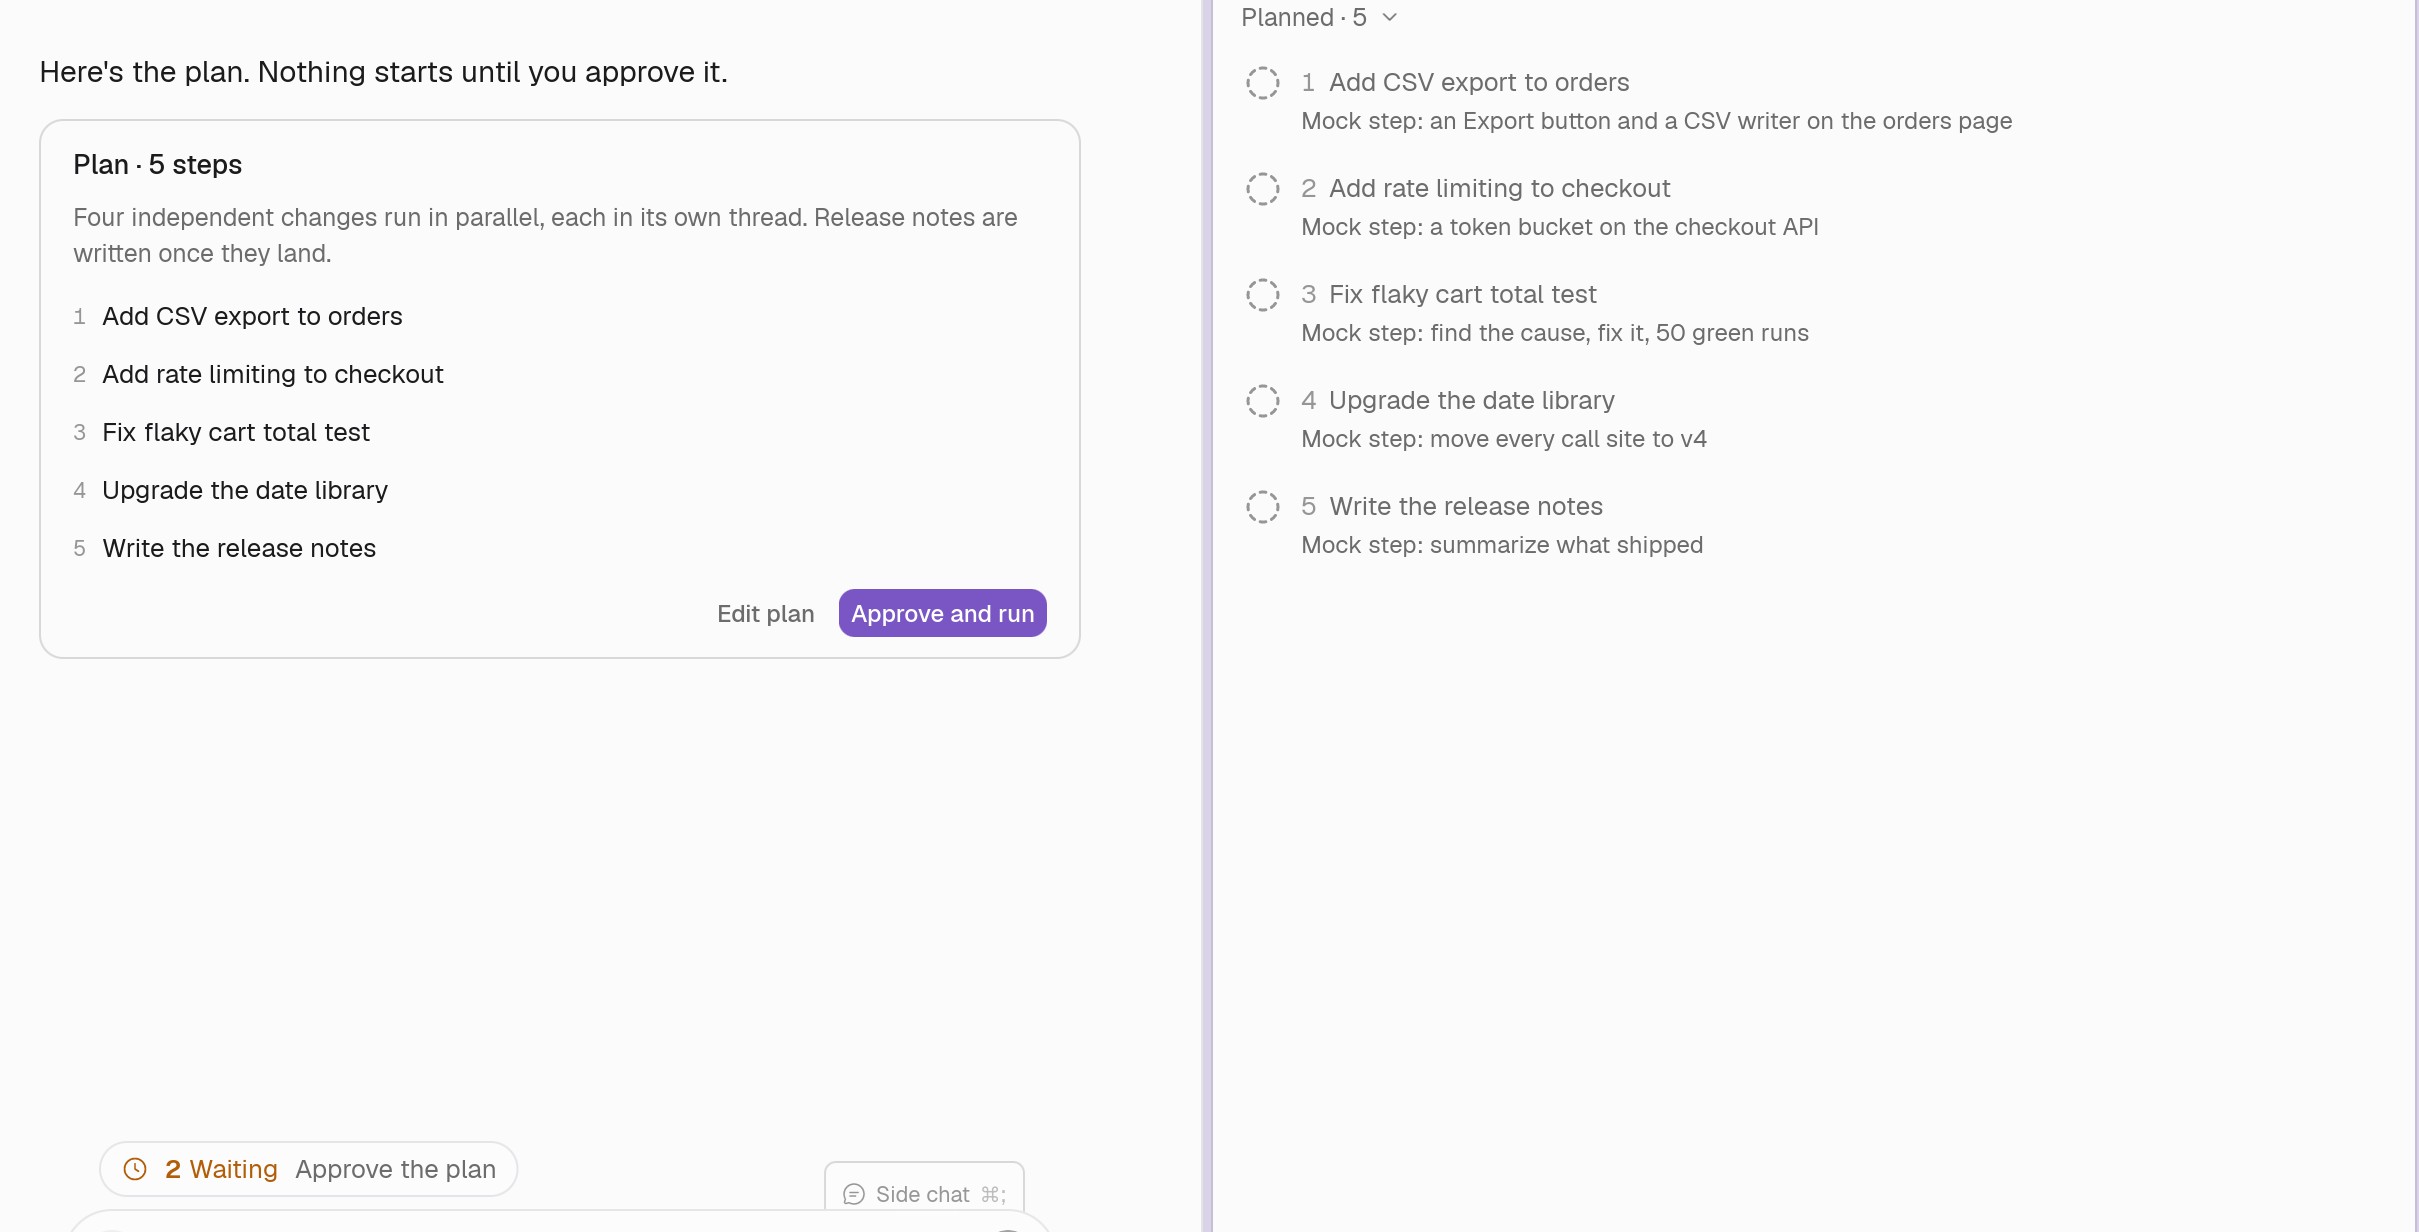 Here's the plan. Nothing starts until you approve it.
Plan · 5 steps
Four independent changes run in parallel, each in its own thread. Release notes are
written once they land.
1 Add CSV export to orders
2 Add rate limiting to checkout
3 Fix flaky cart total test
4 Upgrade the date library
5 Write the release notes
Edit plan Approve and run
2 Waiting Approve the plan
Side chat ⌘;
Planned · 5
1 Add CSV export to orders
Mock step: an Export button and a CSV writer on the orders page
2 Add rate limiting to checkout
Mock step: a token bucket on the checkout API
3 Fix flaky cart total test
Mock step: find the cause, fix it, 50 green runs
4 Upgrade the date library
Mock step: move every call site to v4
5 Write the release notes
Mock step: summarize what shipped